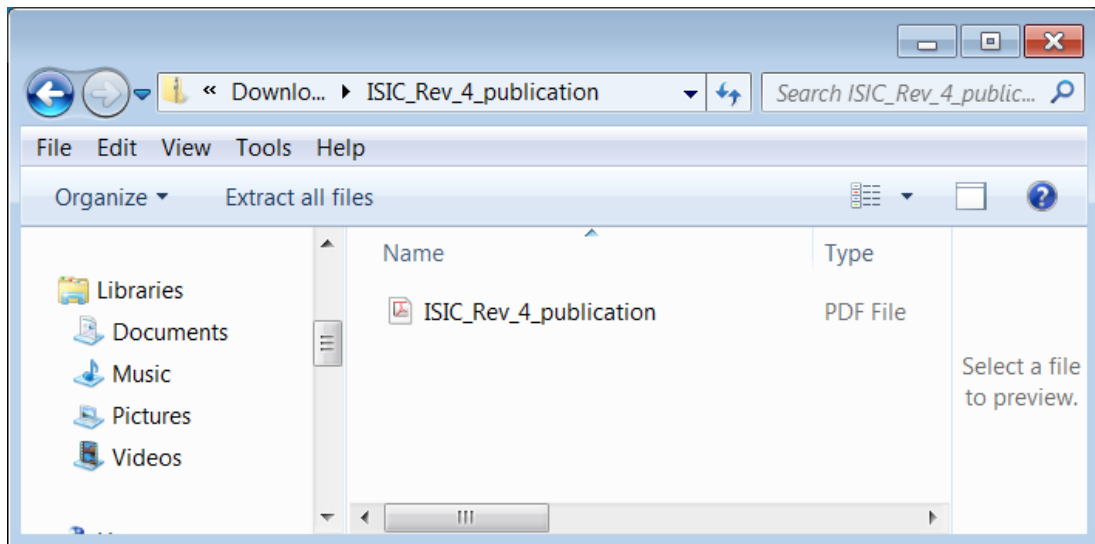 « Downlo... ISIC_Rev_4_publication
Search ISIC_Rev_4_public...
File Edit View Tools Help
Organize Extract all files
Name Type
Libraries
Documents
Music
Pictures
Videos
ISIC_Rev_4_publication PDF File
Select a file
to preview.